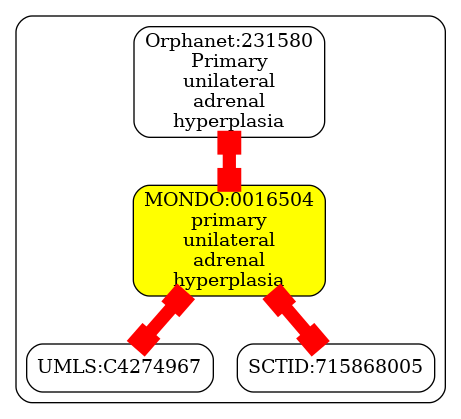 Orphanet:231580
Primary
unilateral
adrenal
hyperplasia
MONDO:0016504
primary
unilateral
adrenal
hyperplasia
UMLS:C4274967
SCTID:715868005